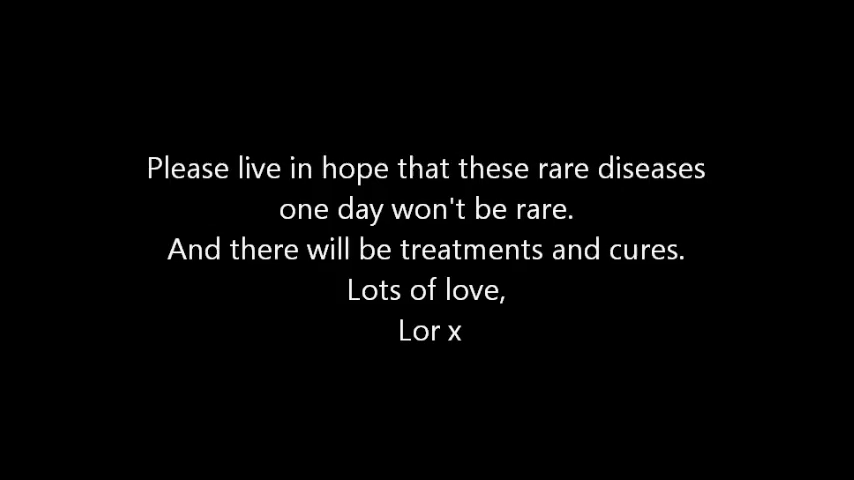 Please live in hope that these rare diseases
one day won't be rare.
And there will be treatments and cures.
Lots of love,
Lor x